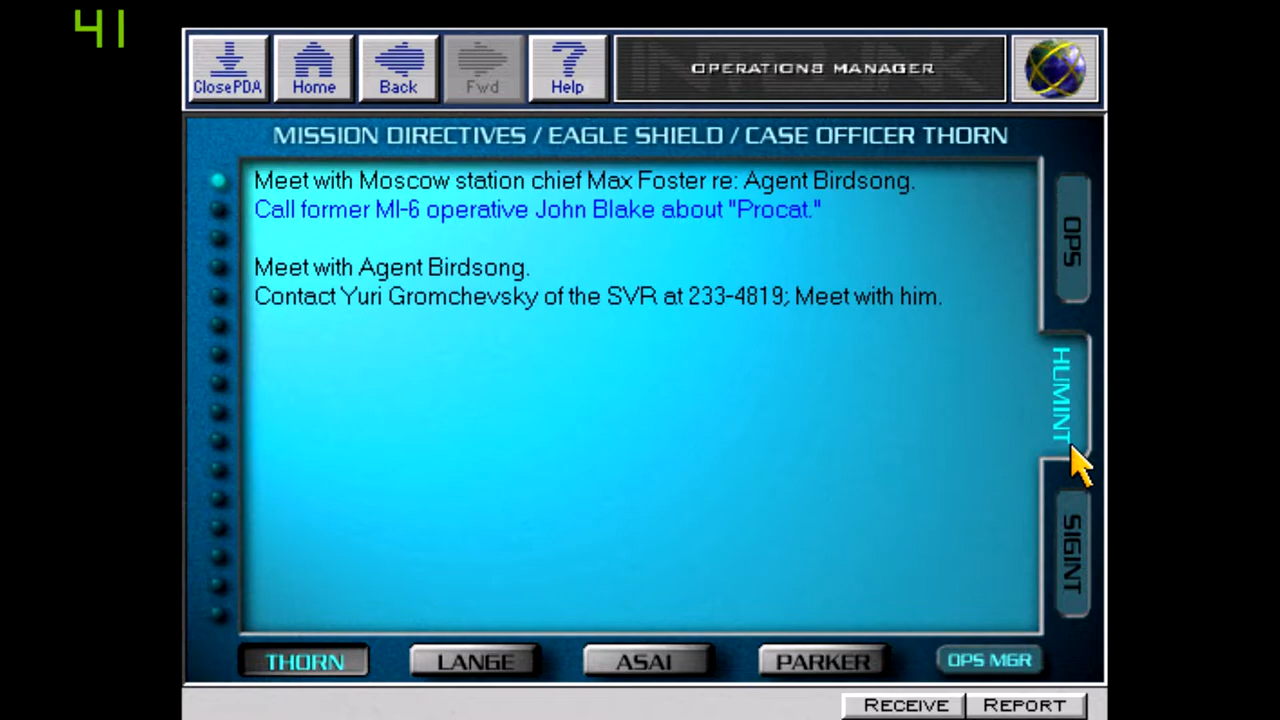 41
ClosePDA
Home
Back
Fwd
Help
OPERATIONS MANAGER
MISSION DIRECTIVES / EAGLE SHIELD / CASE OFFICER THORN
Meet with Moscow station chief Max Foster re: Agent Birdsong.
Call former MI-6 operative John Blake about "Procat."
Meet with Agent Birdsong.
Contact Yuri Gromchevsky of the SVR at 233-4819; Meet with him.
OPS
HUMINT
SIGINT
THORN
LANGE
ASAI
PARKER
OPS MGR
RECEIVE
REPORT